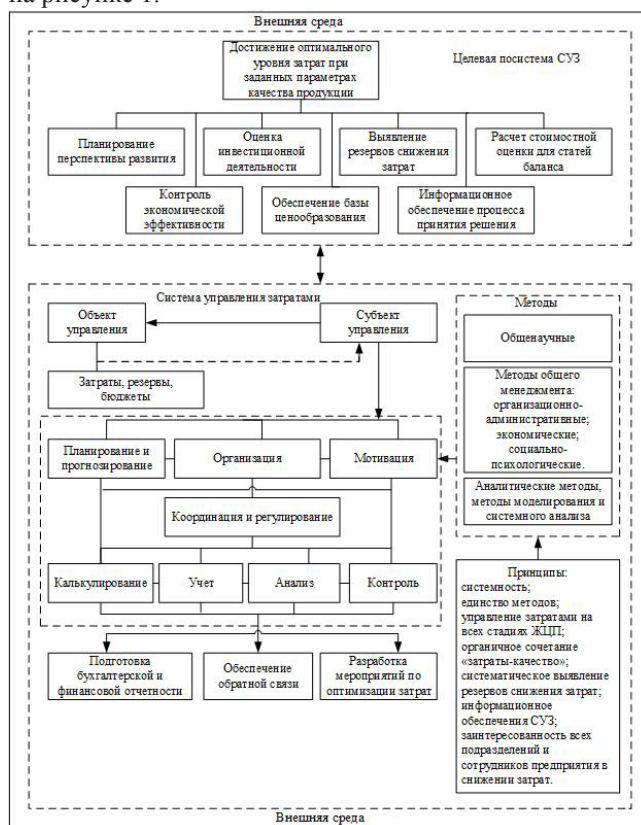 на рисунке 1.
Внешняя среда
Достижение оптимального
уровня затрат при
заданных параметрах
качества продукции
Целевая посистема СУЗ
Планирование
перспективы развития
Оценка
инвестиционной
деятельности
Выявление
резервов снижения
затрат
Расчет стоимостной
оценки для статей
баланса
Контроль
экономической
эффективности
Обеспечение базы
ценообразования
Информационное
обеспечение процесса
принятия решения
Система управления затратами
Объект
управления
Субъект
управления
Затраты, резервы,
бюджеты
Методы
Общенаучные
Методы общего
менеджмента:
организационно-
административные;
экономические;
социально-
психологические.
Аналитические методы,
методы моделирования и
системного анализа
Планирование и
прогнозирование
Организация
Мотивация
Координация и регулирование
Калькулирование
Учет
Анализ
Контроль
Подготовка
бухгалтерской и
финансовой отчетности
Обеспечение
обратной связи
Разработка
мероприятий по
оптимизации затрат
Принципы:
системность;
единство методов;
управление затратами на
всех стадиях ЖЦП;
органичное сочетание
«затраты-качество»;
систематическое выявление
резервов снижения затрат;
информационное
обеспечения СУЗ;
заинтересованность всех
подразделений и
сотрудников предприятия в
снижении затрат.
Внешняя среда